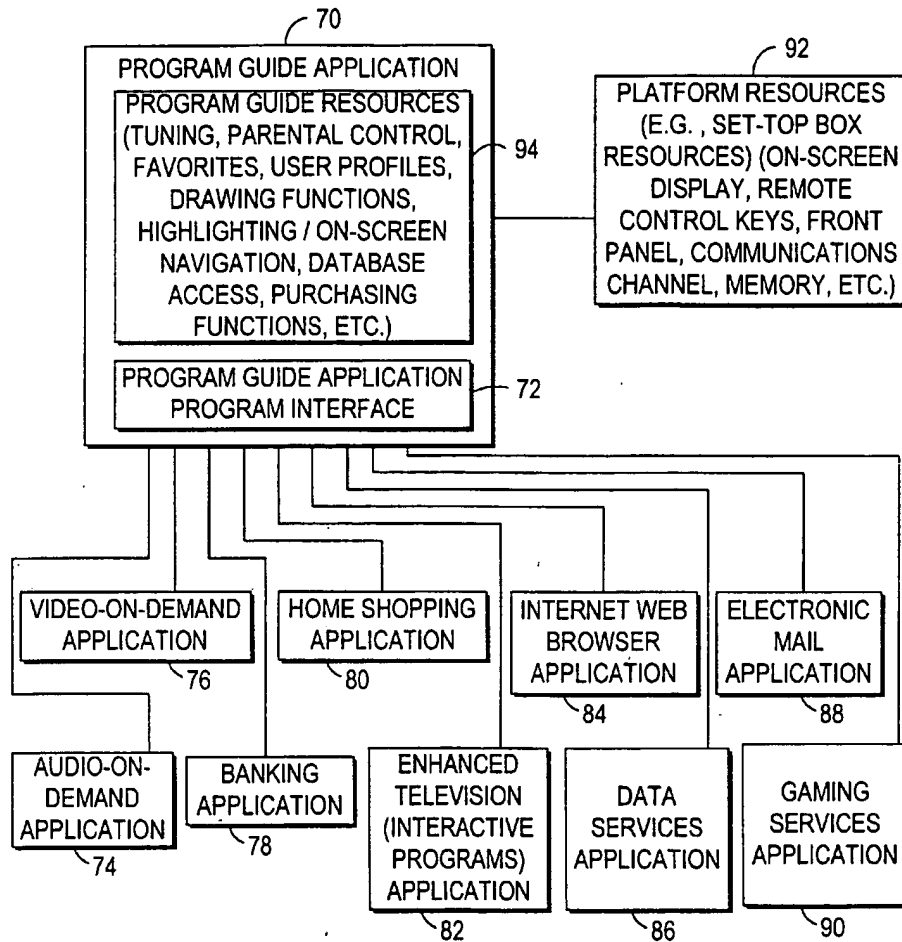 70
PROGRAM GUIDE APPLICATION
PROGRAM GUIDE RESOURCES
(TUNING, PARENTAL CONTROL,
FAVORITES, USER PROFILES,
DRAWING FUNCTIONS,
HIGHLIGHTING / ON-SCREEN
NAVIGATION, DATABASE
ACCESS, PURCHASING
FUNCTIONS, ETC.)
94
PROGRAM GUIDE APPLICATION
PROGRAM INTERFACE
72
92
PLATFORM RESOURCES
(E.G. , SET-TOP BOX
RESOURCES) (ON-SCREEN
DISPLAY, REMOTE
CONTROL KEYS, FRONT
PANEL, COMMUNICATIONS
CHANNEL, MEMORY, ETC.)
VIDEO-ON-DEMAND
APPLICATION
76
HOME SHOPPING
APPLICATION
80
INTERNET WEB
BROWSER
APPLICATION
84
ELECTRONIC
MAIL
APPLICATION
88
AUDIO-ON-
DEMAND
APPLICATION
74
BANKING
APPLICATION
78
ENHANCED
TELEVISION
(INTERACTIVE
PROGRAMS)
APPLICATION
82
DATA
SERVICES
APPLICATION
86
GAMING
SERVICES
APPLICATION
90